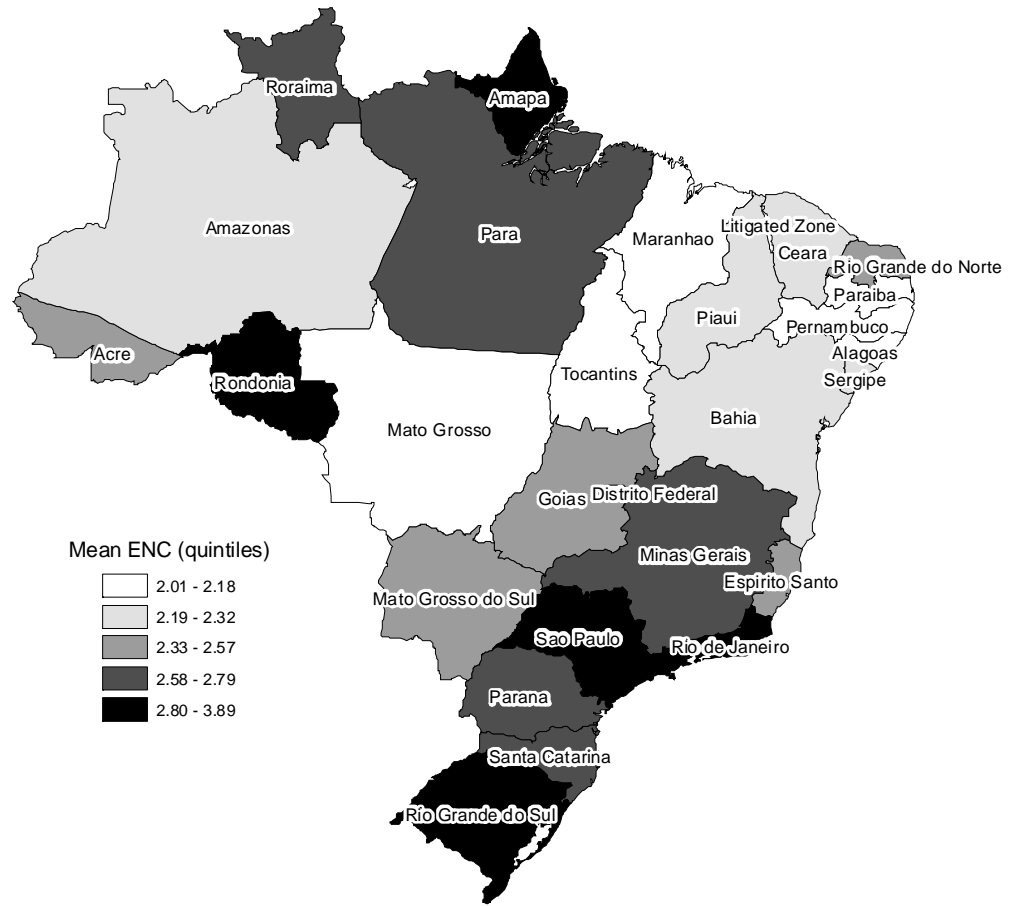 Roraima
Amapa
Amazonas
Para
Litigated Zone
Maranhao
Ceara
Rio Grande do Norte
Paraiba
Piaui
Pernambuco
Acre
Alagoas
Tocantins
Rondonia
Sergipe
Bahia
Mato Grosso
Goias
Distrito Federal
Mean ENC (quintiles)
Minas Gerais
2.01 - 2.18
Espirito Santo
Mato Grosso do Sul
2.19 - 2.32
Sao Paulo
2.33 - 2.57
Rio de Janeiro
2.58 - 2.79
Parana
2.80 - 3.89
Santa Catarina
Rio Grande do Sul